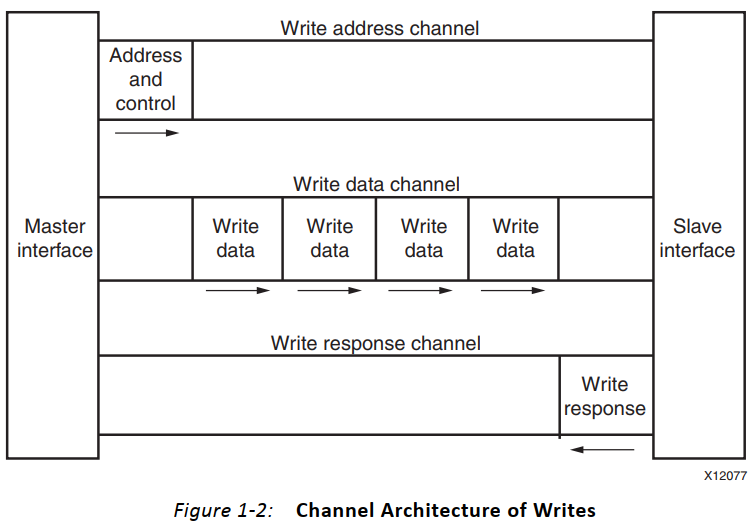 Write address channel
Address
and
control
Write data channel
Master
interface
Write
data
Write
data
Write
data
Write
data
Slave
interface
Write response channel
Write
response
X12077
Figure 1-2: Channel Architecture of Writes